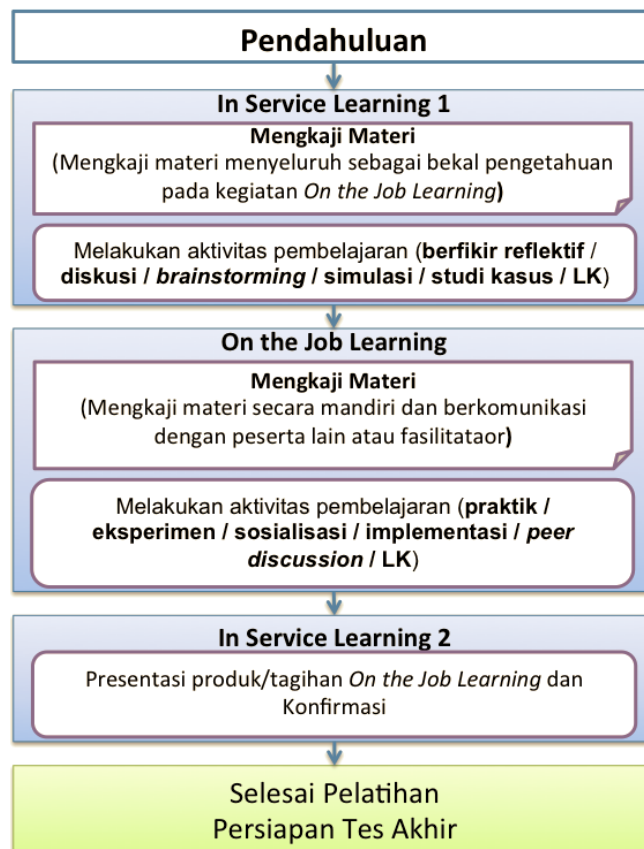 Pendahuluan
In Service Learning 1
Mengkaji Materi
(Mengkaji materi menyeluruh sebagai bekal pengetahuan
pada kegiatan On the Job Learning)
Melakukan aktivitas pembelajaran (berfikir reflektif /
diskusi / brainstorming / simulasi / studi kasus / LK)
On the Job Learning
Mengkaji Materi
(Mengkaji materi secara mandiri dan berkomunikasi
dengan peserta lain atau fasilitataor)
Melakukan aktivitas pembelajaran (praktik /
eksperimen / sosialisasi / implementasi / peer
discussion / LK)
In Service Learning 2
Presentasi produk/tagihan On the Job Learning dan
Konfirmasi
Selesai Pelatihan
Persiapan Tes Akhir